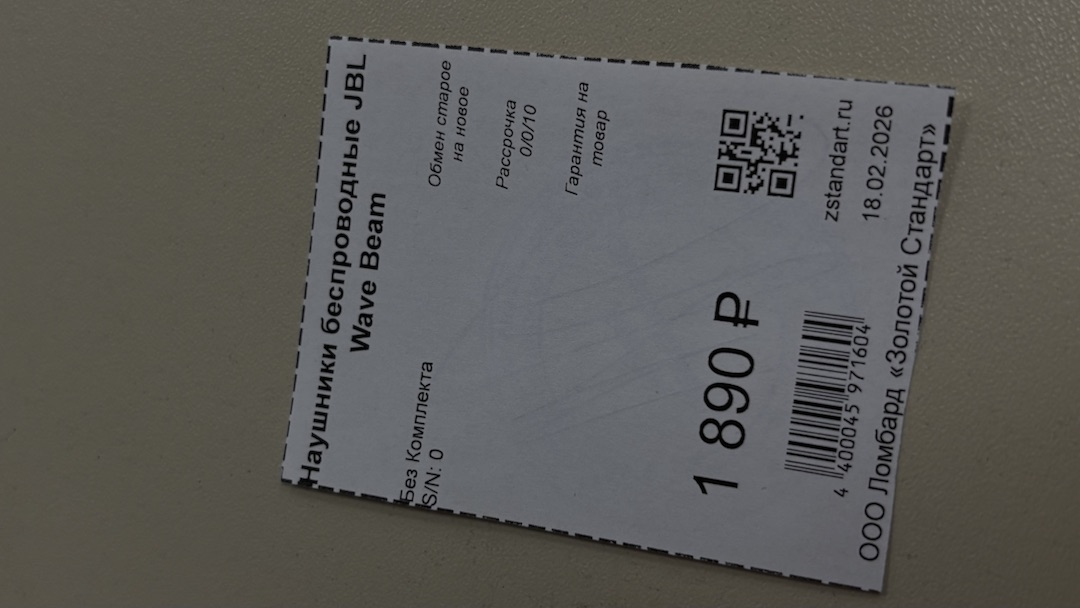 Наушники беспроводные JBL
Wave Beam
Без Комплекта
S/N: 0
Обмен старое
на новое
Рассрочка
0/0/10
Гарантия на
товар
1 890 ₽
zstandart.ru
18.02.2026
4 400045 971604
ООО Ломбард «Золотой Стандарт»